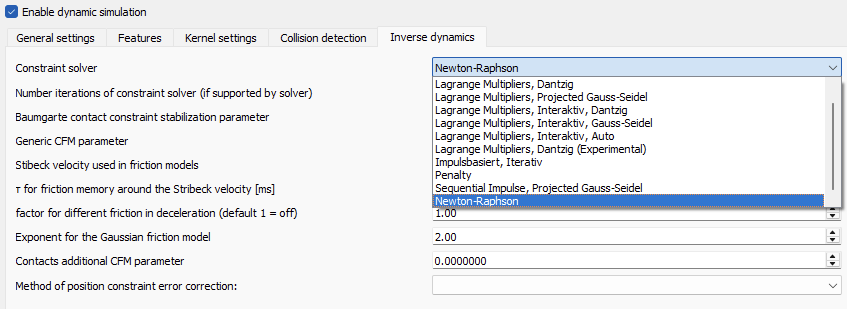 Enable dynamic simulation
General settings Features Kernel settings Collision detection Inverse dynamics
Constraint solver Newton-Raphson
Lagrange Multipliers, Dantzig
Number iterations of constraint solver (if supported by solver) Lagrange Multipliers, Projected Gauss-Seidel
Lagrange Multipliers, Interaktiv, Dantzig
Baumgarte contact constraint stabilization parameter Lagrange Multipliers, Interaktiv, Gauss-Seidel
Lagrange Multipliers, Interaktiv, Auto
Generic CFM parameter Lagrange Multipliers, Dantzig (Experimental)
Stibeck velocity used in friction models Impulsbasiert, Iterativ
Penalty
τ for friction memory around the Stribeck velocity [ms] Sequential Impulse, Projected Gauss-Seidel
Newton-Raphson
factor for different friction in deceleration (default 1 = off) 1.00
Exponent for the Gaussian friction model 2.00
Contacts additional CFM parameter 0.0000000
Method of position constraint error correction: